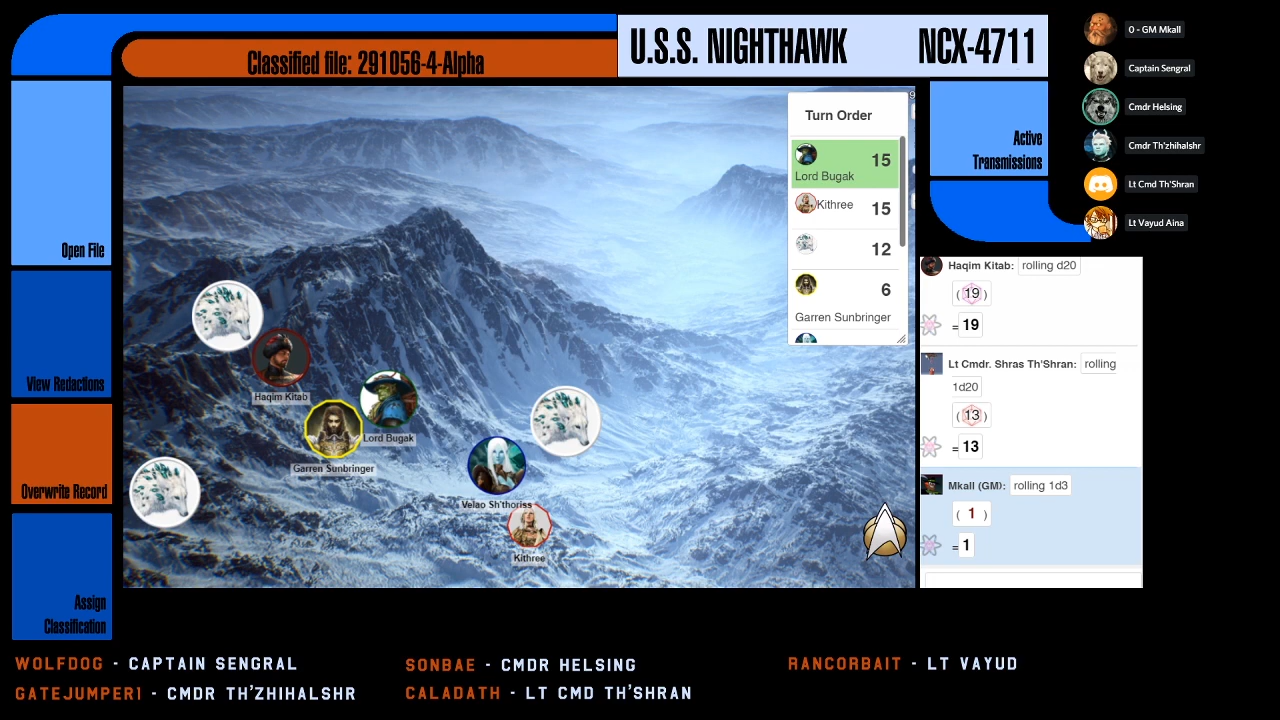 Classified file: 291056-4-Alpha
U.S.S. NIGHTHAWK NCX-4711
Open File
View Redactions
Overwrite Record
Assign
Classification
Active
Transmissions
0 - GM Mkall
Captain Sengral
Cmdr Helsing
Cmdr Th'zhihalshr
Lt Cmd Th'Shran
Lt Vayud Aina
9
Turn Order
15
Lord Bugak
Kithree 15
12
6
Garren Sunbringer
Haqim Kitab
Lord Bugak
Garren Sunbringer
Velao Sh'thoriss
Kithree
Haqim Kitab: rolling d20
(19)
=19
Lt Cmdr. Shras Th'Shran: rolling
1d20
(13)
=13
Mkall (GM): rolling 1d3
(1)
=1
WOLFDOG - CAPTAIN SENGRAL
SONBAE - CMDR HELSING
RANCORBAIT - LT VAYUD
GATEJUMPER1 - CMDR TH'ZHIHALSHR
CALADATH - LT CMD TH'SHRAN